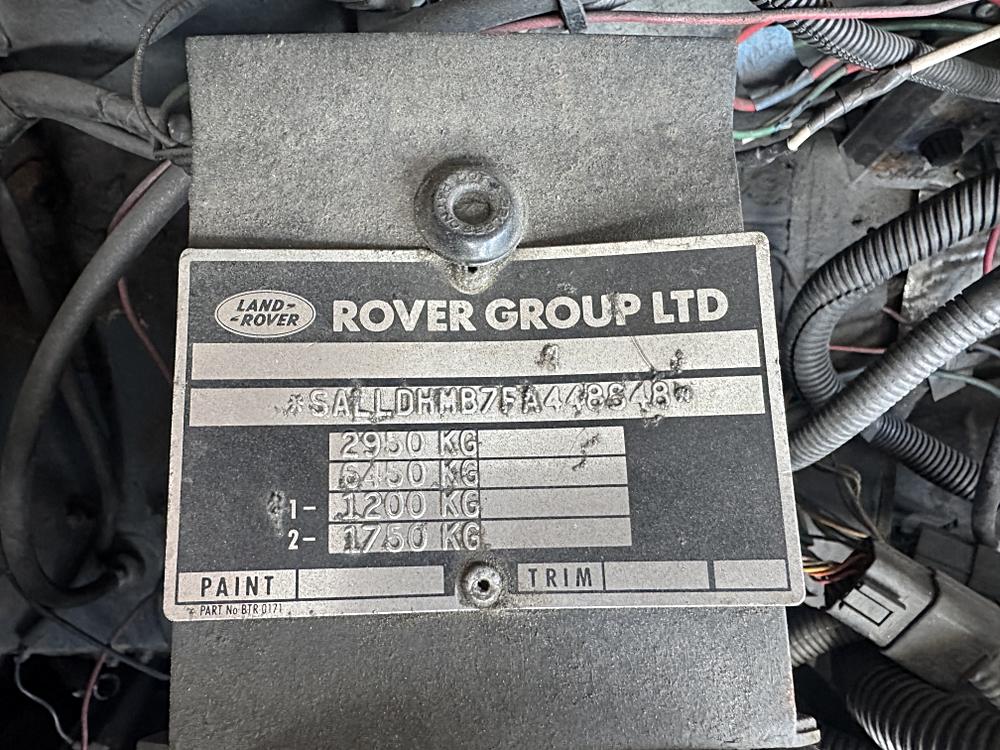 LAND-
-ROVER
ROVER GROUP LTD
*SALLDHMB7FA448848*
2950 KG
6450 KG
1- 1200 KG
2- 1750 KG
PAINT
TRIM
* PART No BTR 0171